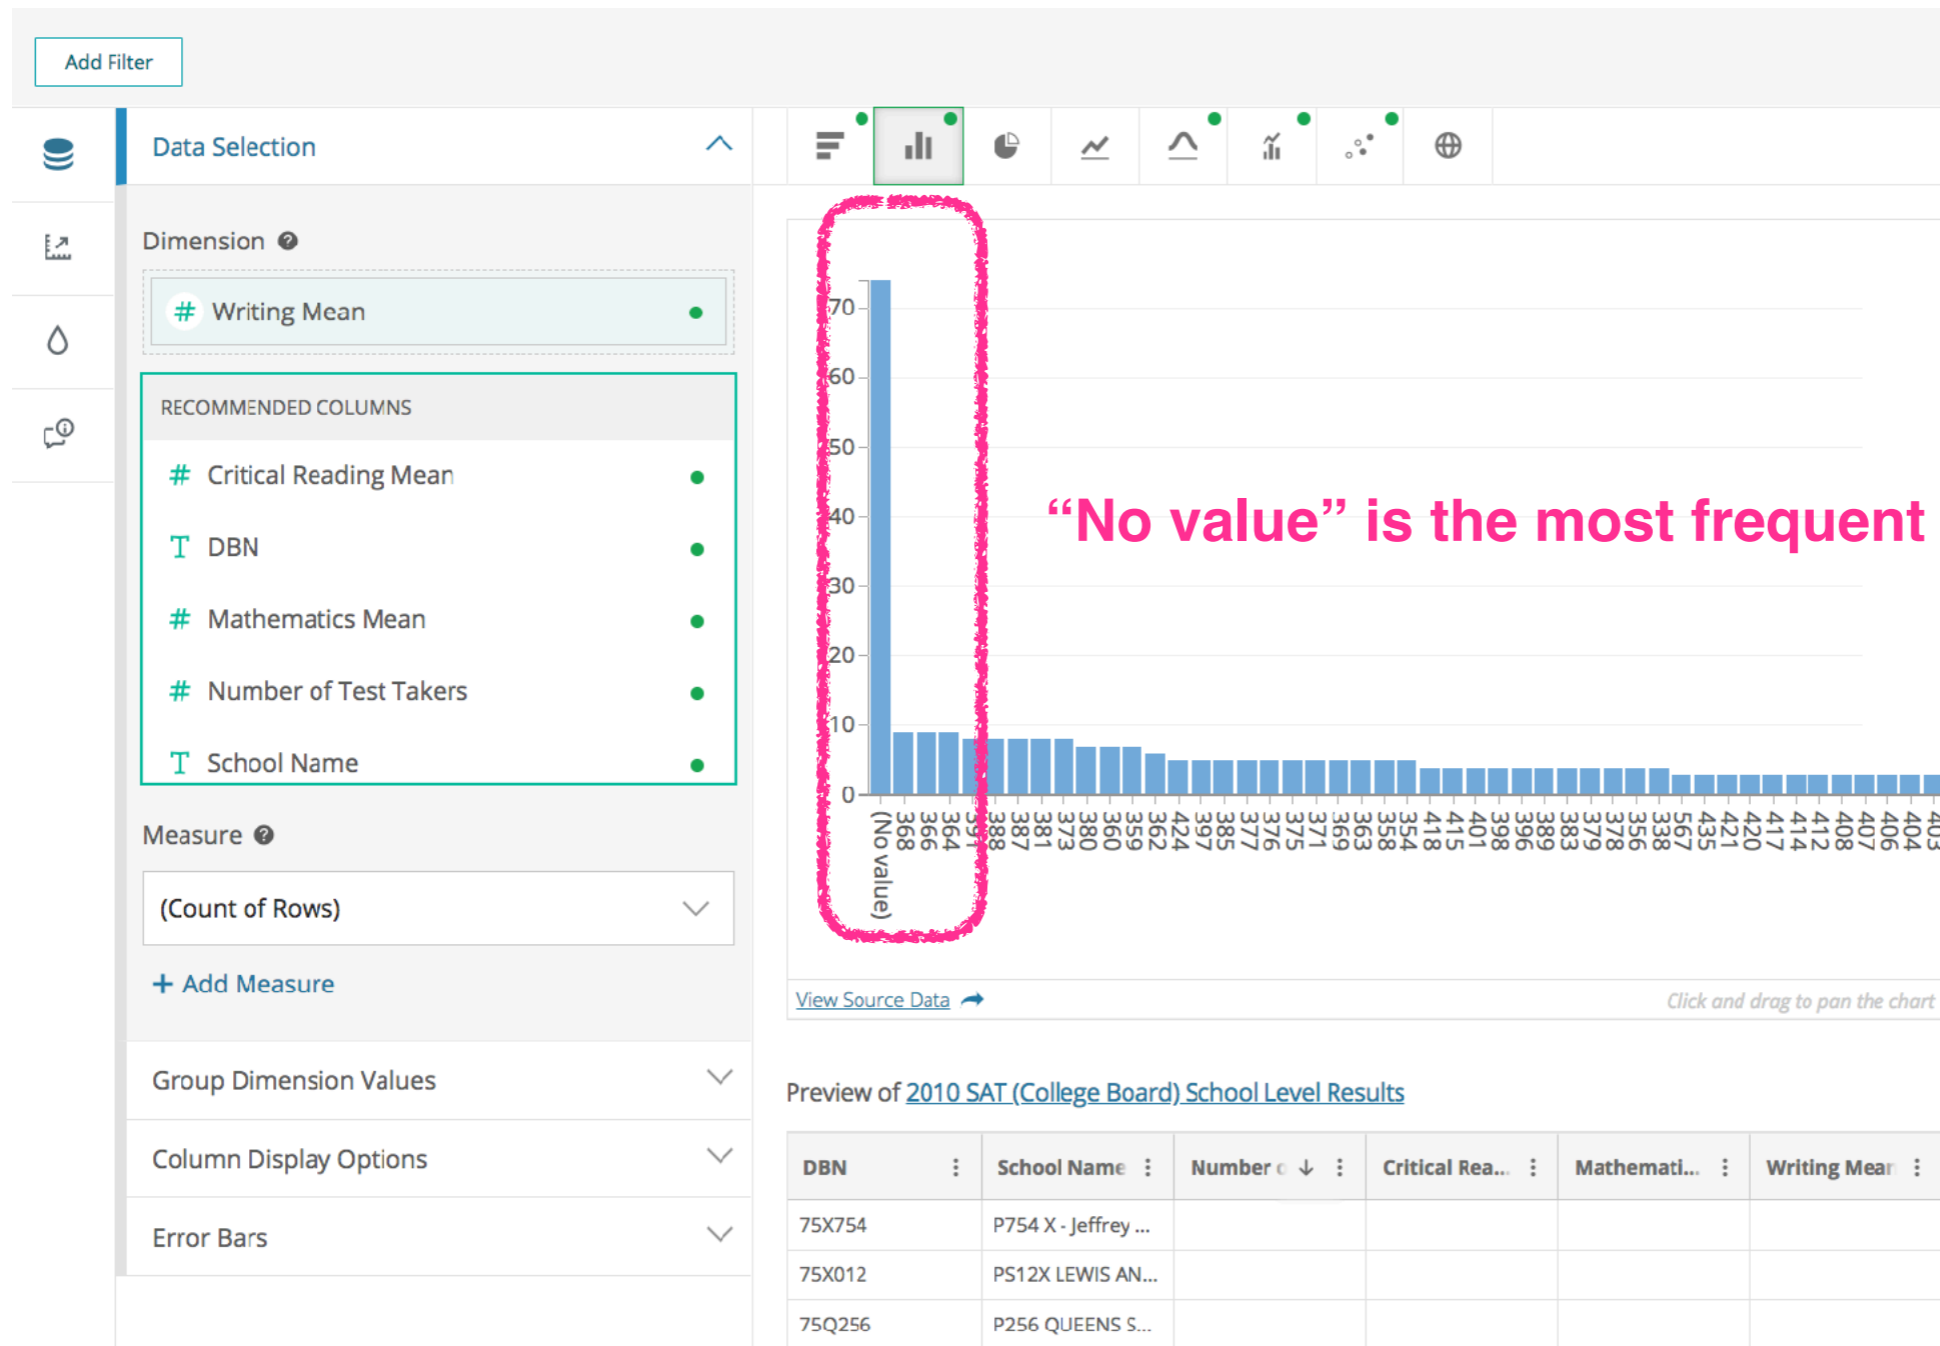 Add Filter
Data Selection
Dimension
# Writing Mean
RECOMMENDED COLUMNS
# Critical Reading Mean
T DBN
# Mathematics Mean
# Number of Test Takers
T School Name
Measure
(Count of Rows)
+ Add Measure
Group Dimension Values
Column Display Options
Error Bars
70
60
50
40
30
20
10
0
“No value” is the most frequent
(No value)
368
366
364
391
388
387
381
373
380
360
359
362
424
397
385
377
376
375
371
369
363
358
354
418
415
401
398
396
389
383
379
378
356
338
567
435
421
420
417
414
412
408
407
406
404
403
View Source Data
Click and drag to pan the chart
Preview of 2010 SAT (College Board) School Level Results
DBN School Name Number o Critical Rea... Mathemati... Writing Mean
75X754 P754 X - Jeffrey ...
75X012 PS12X LEWIS AN...
75Q256 P256 QUEENS S...